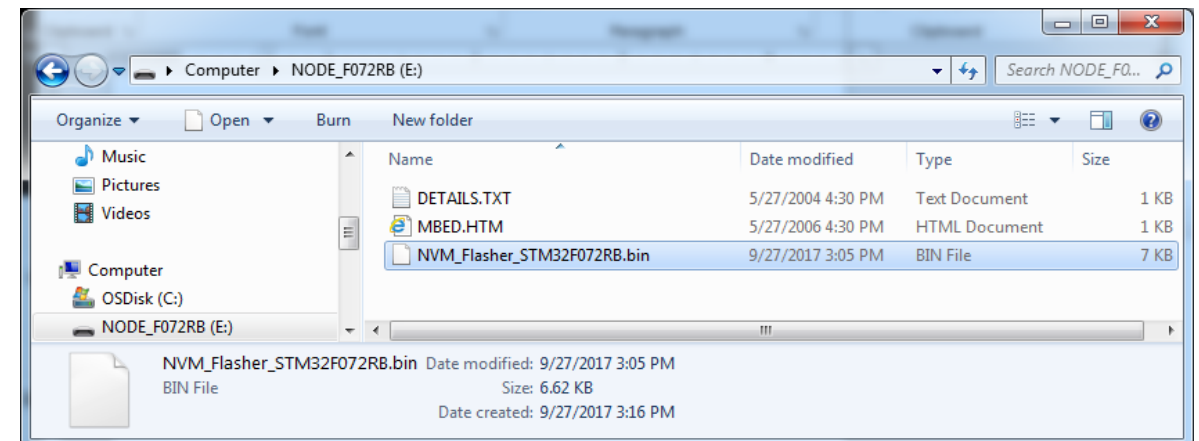 Computer NODE_F072RB (E:) Search NODE_F0...
Organize Open Burn New folder
Music
Pictures
Videos
Computer
OSDisk (C:)
NODE_F072RB (E:)
Name Date modified Type Size
DETAILS.TXT 5/27/2004 4:30 PM Text Document 1 KB
MBED.HTM 5/27/2006 4:30 PM HTML Document 1 KB
NVM_Flasher_STM32F072RB.bin 9/27/2017 3:05 PM BIN File 7 KB
NVM_Flasher_STM32F072RB.bin Date modified: 9/27/2017 3:05 PM
BIN File Size: 6.62 KB
Date created: 9/27/2017 3:16 PM